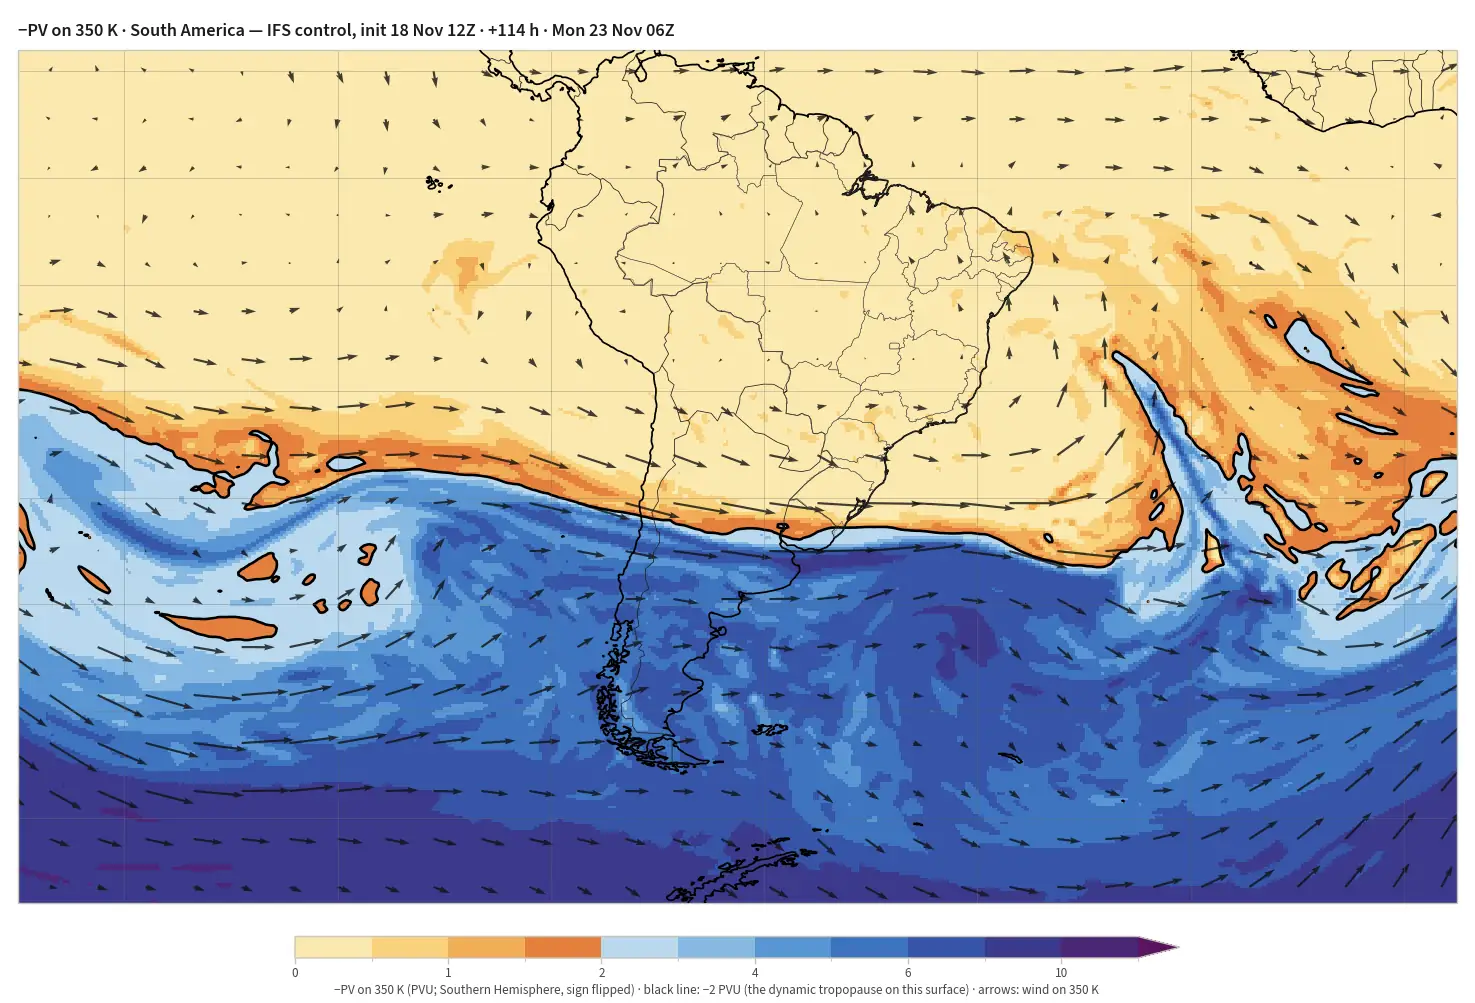 −PV on 350 K · South America — IFS control, init 18 Nov 12Z · +114 h · Mon 23 Nov 06Z
0 1 2 4 6 10
−PV on 350 K (PVU; Southern Hemisphere, sign flipped) · black line: −2 PVU (the dynamic tropopause on this surface) · arrows: wind on 350 K